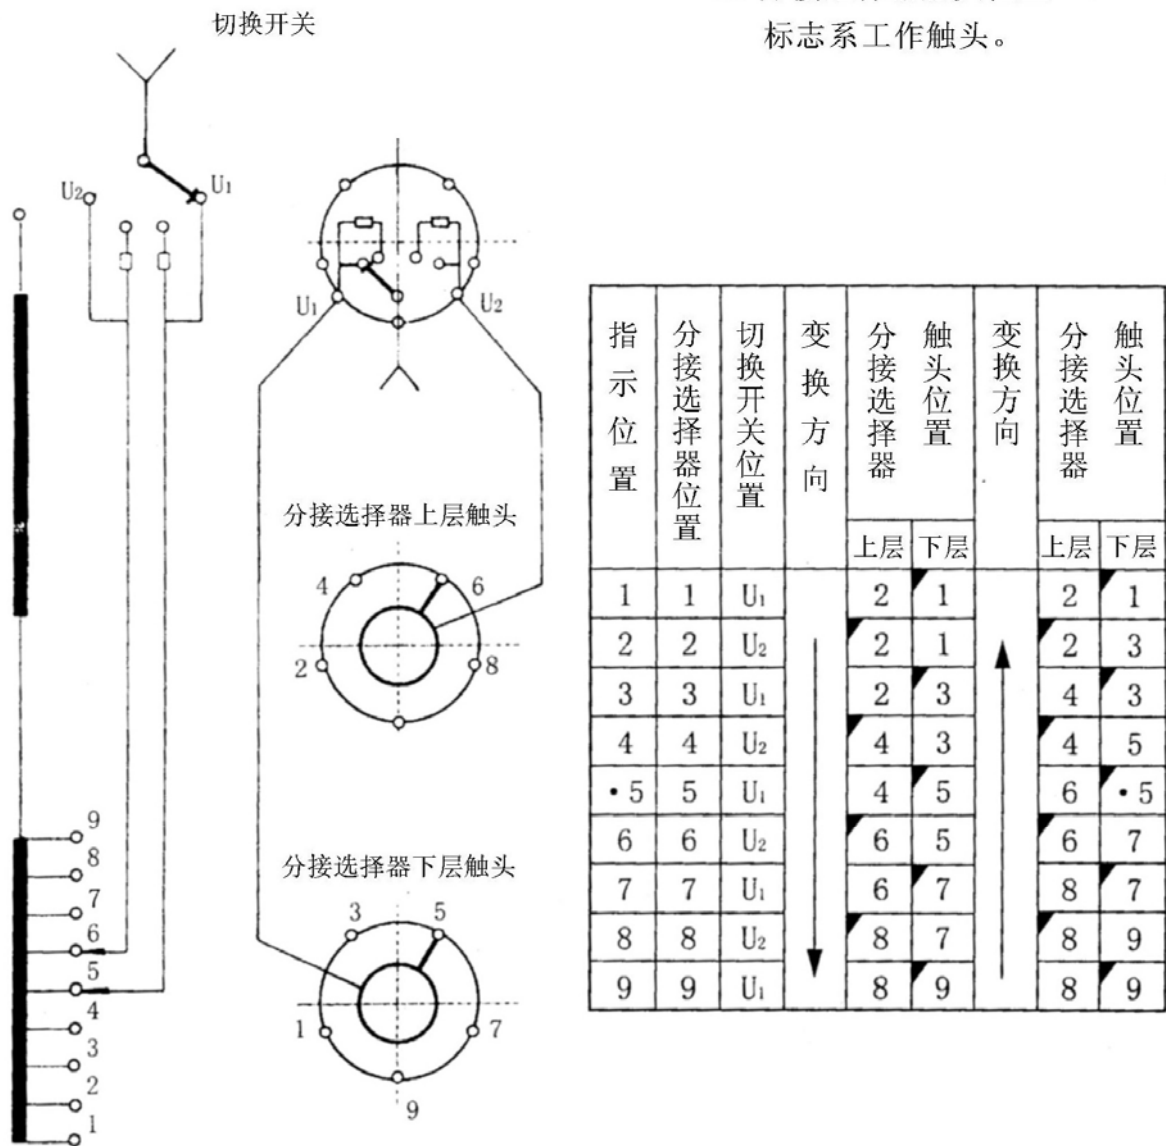 切换开关
标志系工作触头。
U₂
U₁
U₁
U₂
分接选择器上层触头
4
6
2
8
分接选择器下层触头
3
5
1
7
9
9
8
7
6
5
4
3
2
1
指示位置 分接选择器位置 切换开关位置 变换方向 分接选择器 触头位置 变换方向 分接选择器 触头位置
上层 下层 上层 下层
1 1 U₁ 2 1 2 1
2 2 U₂ 2 1 2 3
3 3 U₁ 2 3 4 3
4 4 U₂ 4 3 4 5
·5 5 U₁ 4 5 6 ·5
6 6 U₂ 6 5 6 7
7 7 U₁ 6 7 8 7
8 8 U₂ 8 7 8 9
9 9 U₁ 8 9 8 9